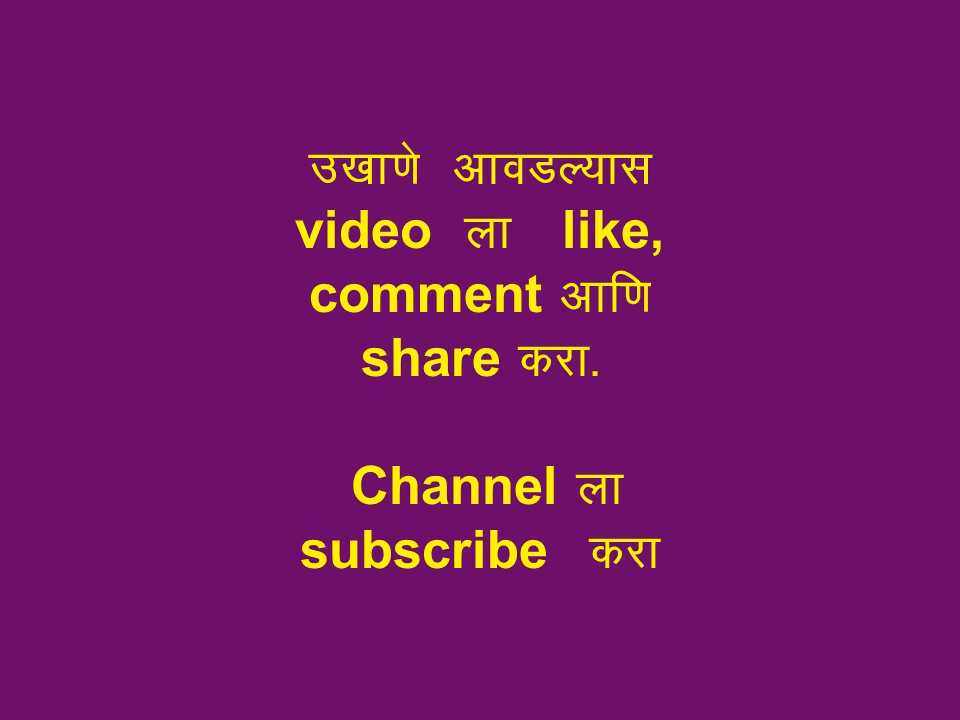 उखाणे आवडल्यास
video ला like,
comment आणि
share करा.
Channel ला
subscribe करा